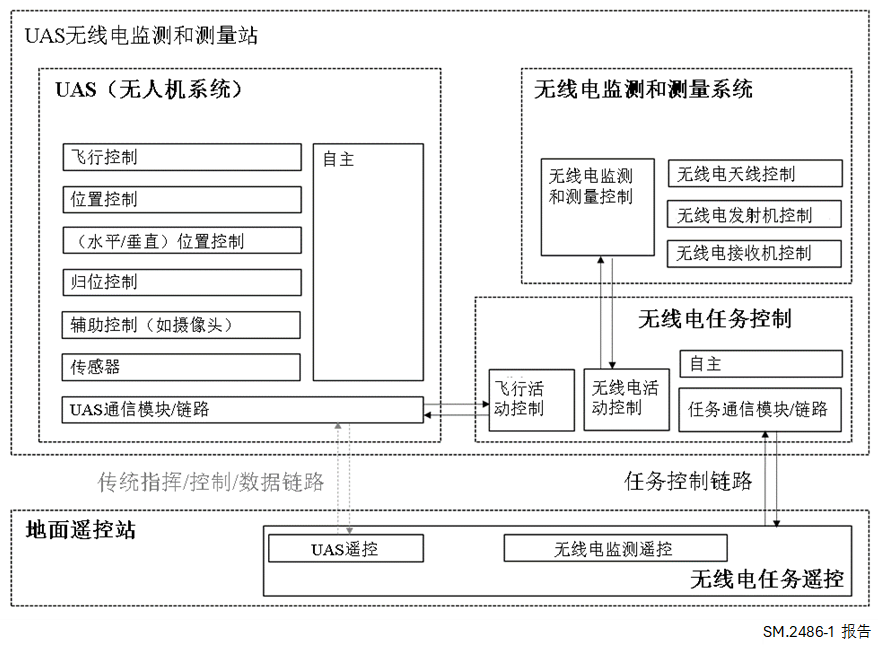 UAS无线电监测和测量站
UAS（无人机系统）
飞行控制
位置控制
（水平/垂直）位置控制
归位控制
辅助控制（如摄像头）
传感器
自主
UAS通信模块/链路
无线电监测和测量系统
无线电监测
和测量控制
无线电天线控制
无线电发射机控制
无线电接收机控制
无线电任务控制
飞行活
动控制
无线电活
动控制
自主
任务通信模块/链路
传统指挥/控制/数据链路
任务控制链路
地面遥控站
UAS遥控
无线电监测遥控
无线电任务遥控
SM.2486-1 报告